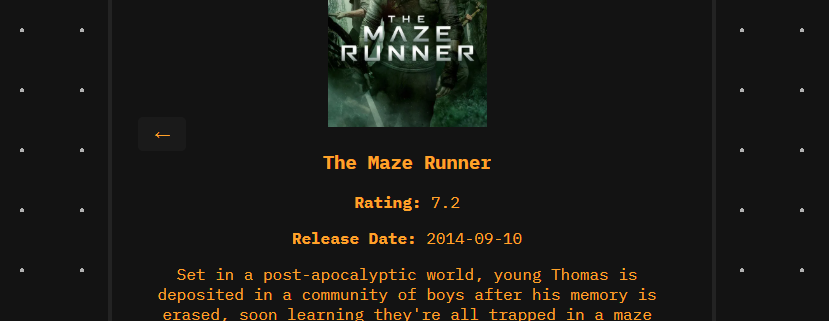 THE
MAZE
RUNNER
←
The Maze Runner
Rating: 7.2
Release Date: 2014-09-10
Set in a post-apocalyptic world, young Thomas is
deposited in a community of boys after his memory is
erased, soon learning they're all trapped in a maze